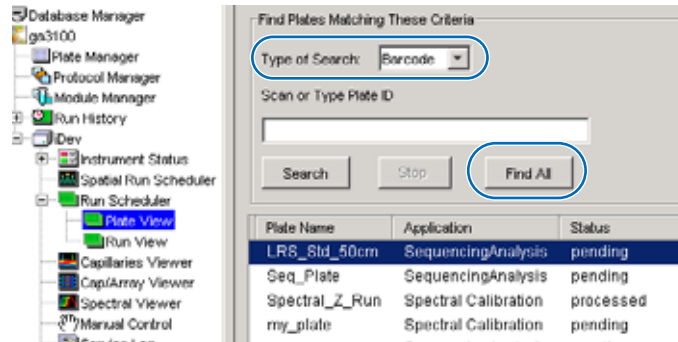 Database Manager
ga3100
Plate Manager
Protocol Manager
Module Manager
Run History
iDev
Instrument Status
Spatial Run Scheduler
Run Scheduler
Plate View
Run View
Capillaries Viewer
Cap/Array Viewer
Spectral Viewer
Manual Control
Service Log
Find Plates Matching These Criteria
Type of Search: Barcode
Scan or Type Plate ID
Search Stop Find All
Plate Name Application Status
LRS_Std_50cm SequencingAnalysis pending
Seq_Plate SequencingAnalysis pending
Spectral_Z_Run Spectral Calibration processed
my_plate Spectral Calibration pending